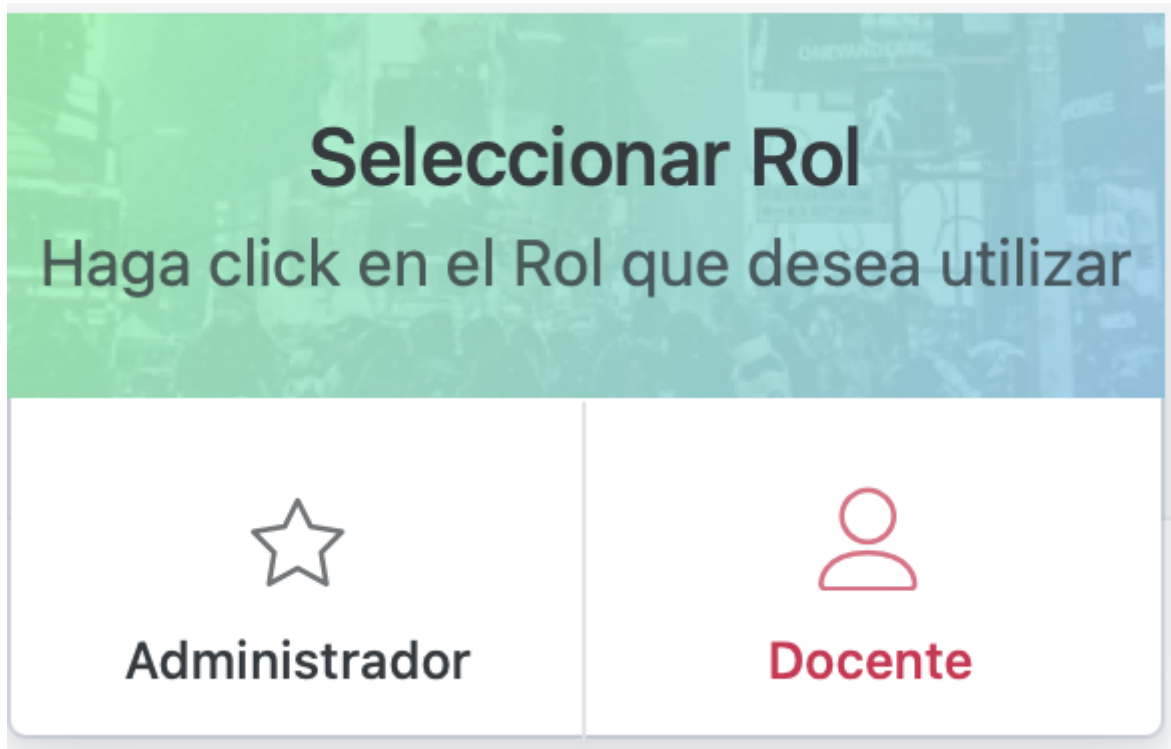 Seleccionar Rol
Haga click en el Rol que desea utilizar
Administrador
Docente